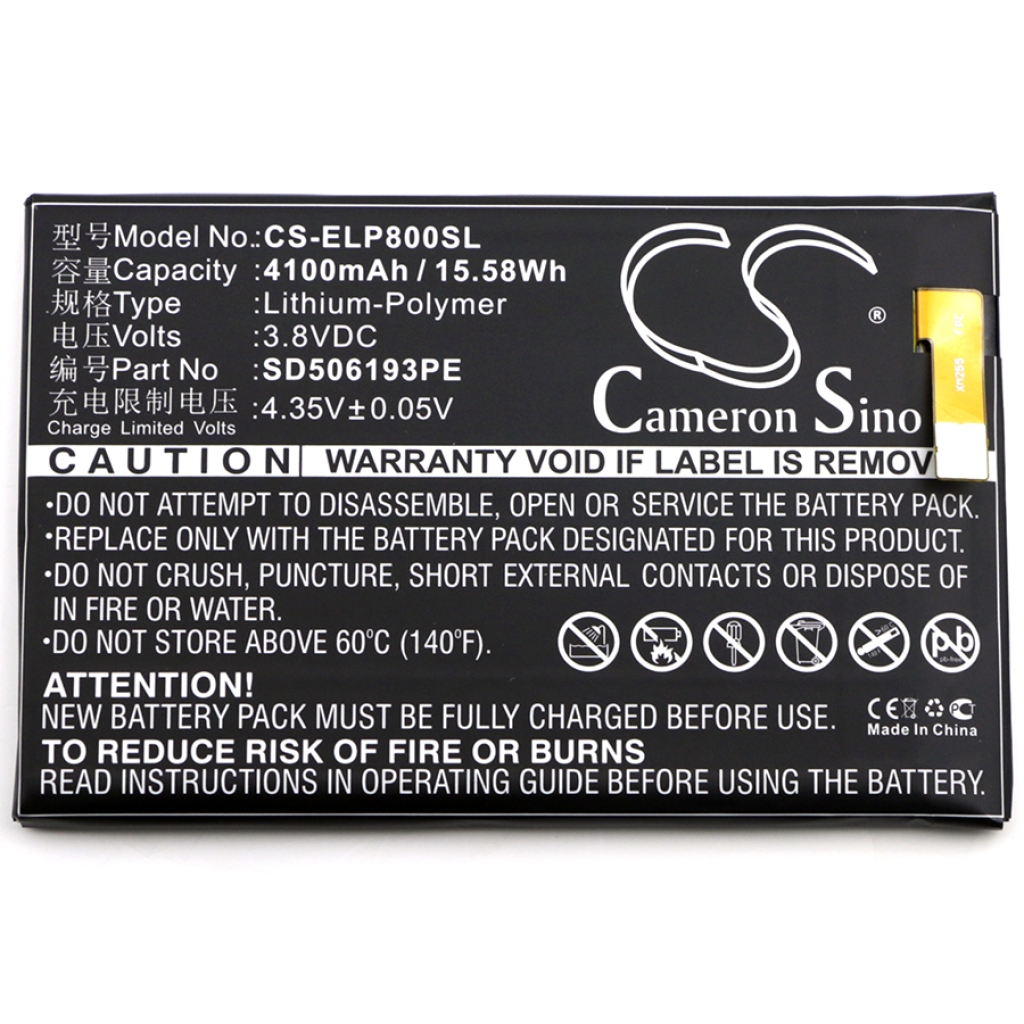 型号Model No.:CS-ELP800SL
容量Capacity :4100mAh / 15.58Wh
规格Type :Lithium-Polymer
电压Volts :3.8VDC
编号Part No :SD506193PE
充电限制电压 :4.35V±0.05V
Charge Limited Volts
®
Cameron Sino
XH255
CAUTION WARRANTY VOID IF LABEL IS REMOV
·DO NOT ATTEMPT TO DISASSEMBLE, OPEN OR SERVICE THE BATTERY PACK.
·REPLACE ONLY WITH THE BATTERY PACK DESIGNATED FOR THIS PRODUCT.
·DO NOT CRUSH, PUNCTURE, SHORT EXTERNAL CONTACTS OR DISPOSE OF
IN FIRE OR WATER.
·DO NOT STORE ABOVE 60°C (140°F).
pb
pb-free
ATTENTION!
NEW BATTERY PACK MUST BE FULLY CHARGED BEFORE USE.
CE
Made In China
TO REDUCE RISK OF FIRE OR BURNS
READ INSTRUCTIONS IN OPERATING GUIDE BEFORE USING THE BATTERY.